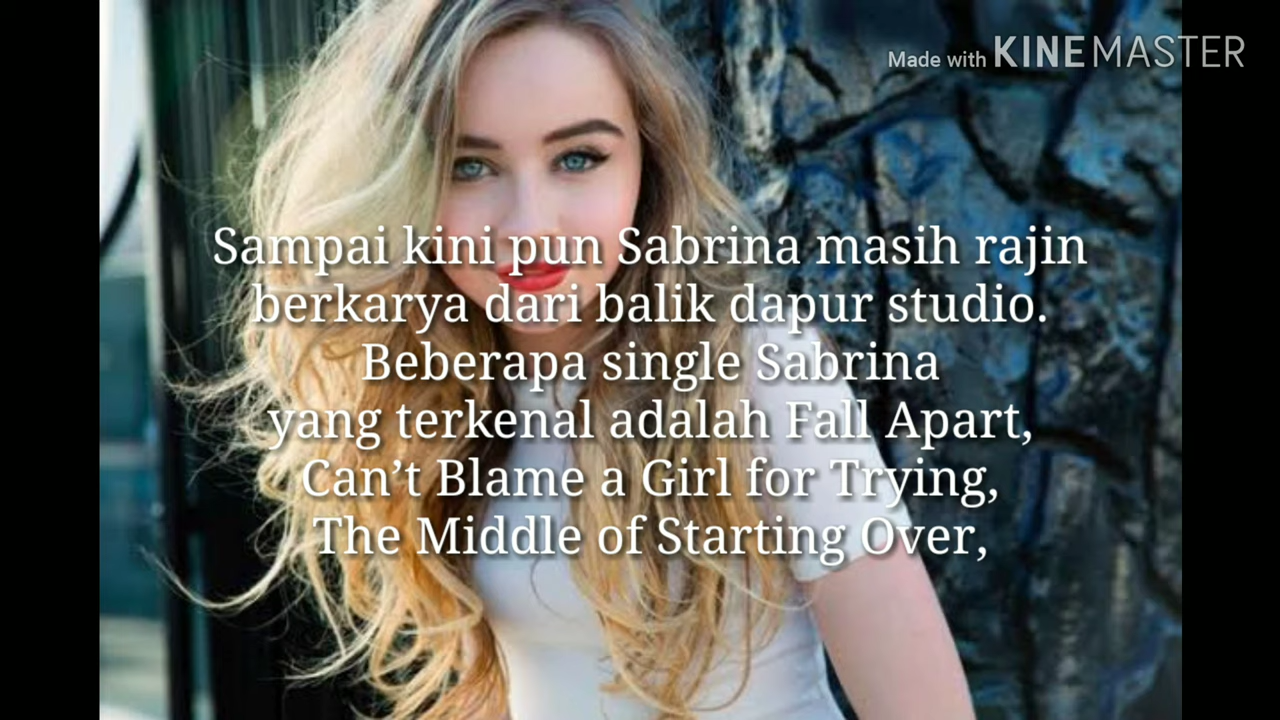 Made with KINEMASTER
Sampai kini pun Sabrina masih rajin
berkarya dari balik dapur studio.
Beberapa single Sabrina
yang terkenal adalah Fall Apart,
Can’t Blame a Girl for Trying,
The Middle of Starting Over,